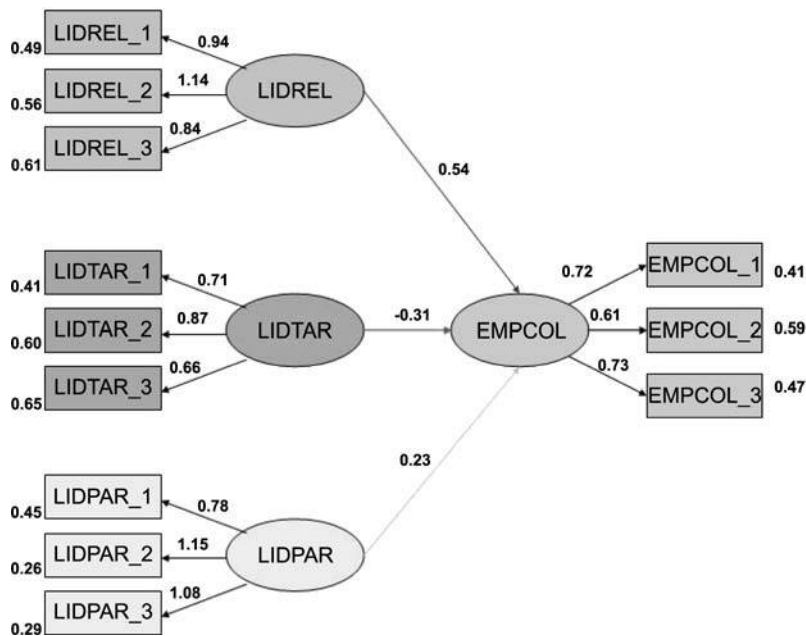 LIDREL_1
0.49
0.94
LIDREL_2
0.56
1.14
LIDREL
LIDREL_3
0.61
0.84
0.54
LIDTAR_1
0.41
0.71
LIDTAR_2
0.60
0.87
LIDTAR
-0.31
EMPCOL
LIDTAR_3
0.65
0.66
0.72
EMPCOL_1
0.41
0.61
EMPCOL_2
0.59
0.73
EMPCOL_3
0.47
0.23
LIDPAR_1
0.45
0.78
LIDPAR_2
0.26
1.15
LIDPAR
LIDPAR_3
0.29
1.08